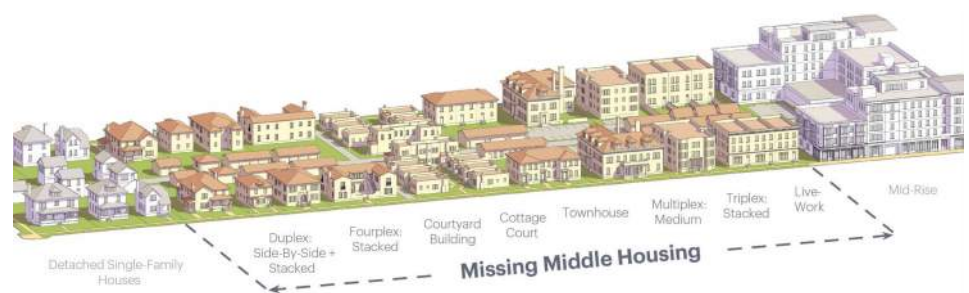 Detached Single-Family
Houses
Duplex:
Side-By-Side +
Stacked
Fourplex:
Stacked
Courtyard
Building
Cottage
Court
Townhouse
Multiplex:
Medium
Triplex:
Stacked
Live-
Work
Mid-Rise
Missing Middle Housing